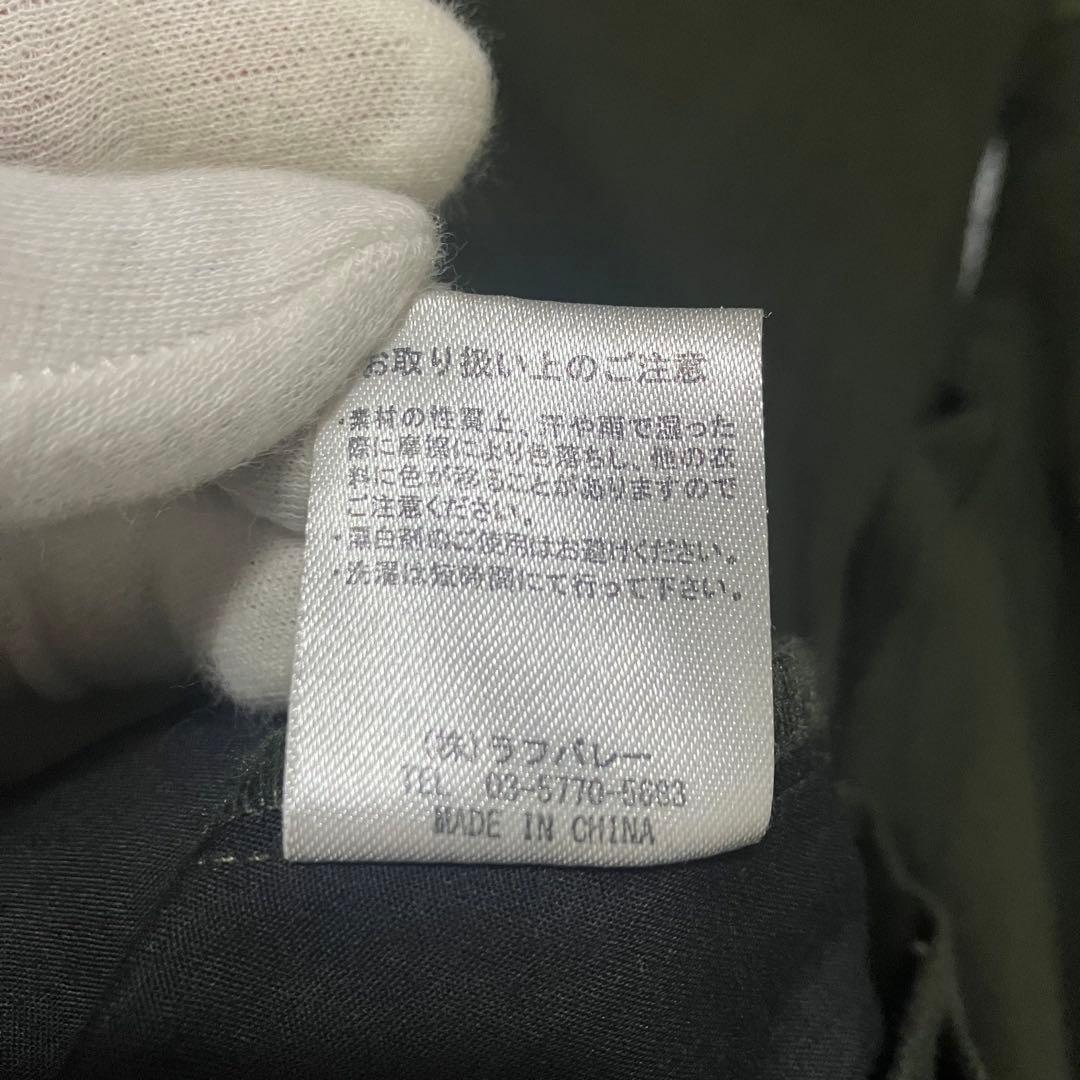 お取り扱い上のご注意
・素材の性質上、汗や雨で湿った
際に摩擦により色落ちし、他の衣
料に色が移ることがありますので
ご注意ください。
・漂白剤のご使用はお避けください。
・洗濯は短時間にて行って下さい。
(株)ラフバレー
TEL 03-5770-5683
MADE IN CHINA